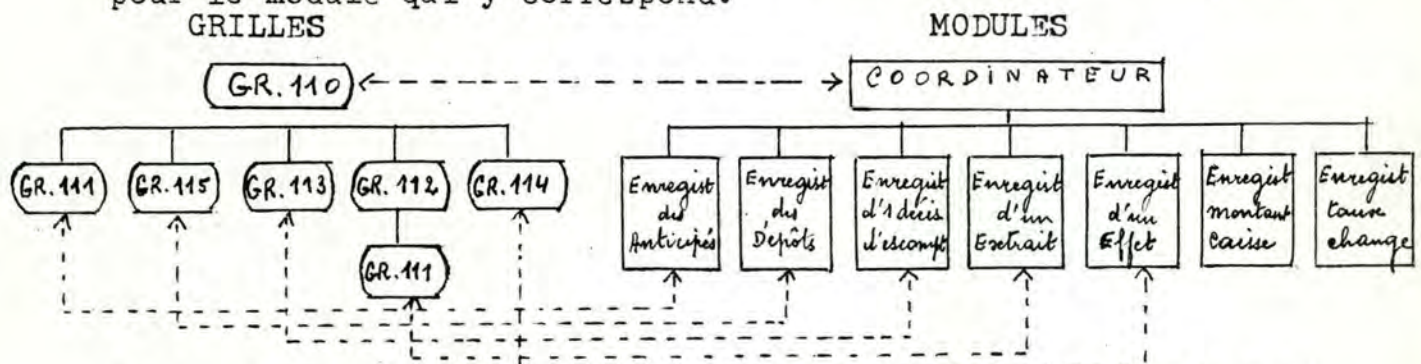 pour le module qui y correspond.
GRILLES MODULES
GR.110 COORDINATEUR
GR.111 GR.115 GR.113 GR.112 GR.114
Enregist des Anticipés
Enregist des Dépôts
Enregist d'1 décis d'escompt
Enregist d'un Extrait
Enregist d'un Effet
Enregist montant caisse
Enregist taux change
GR.111